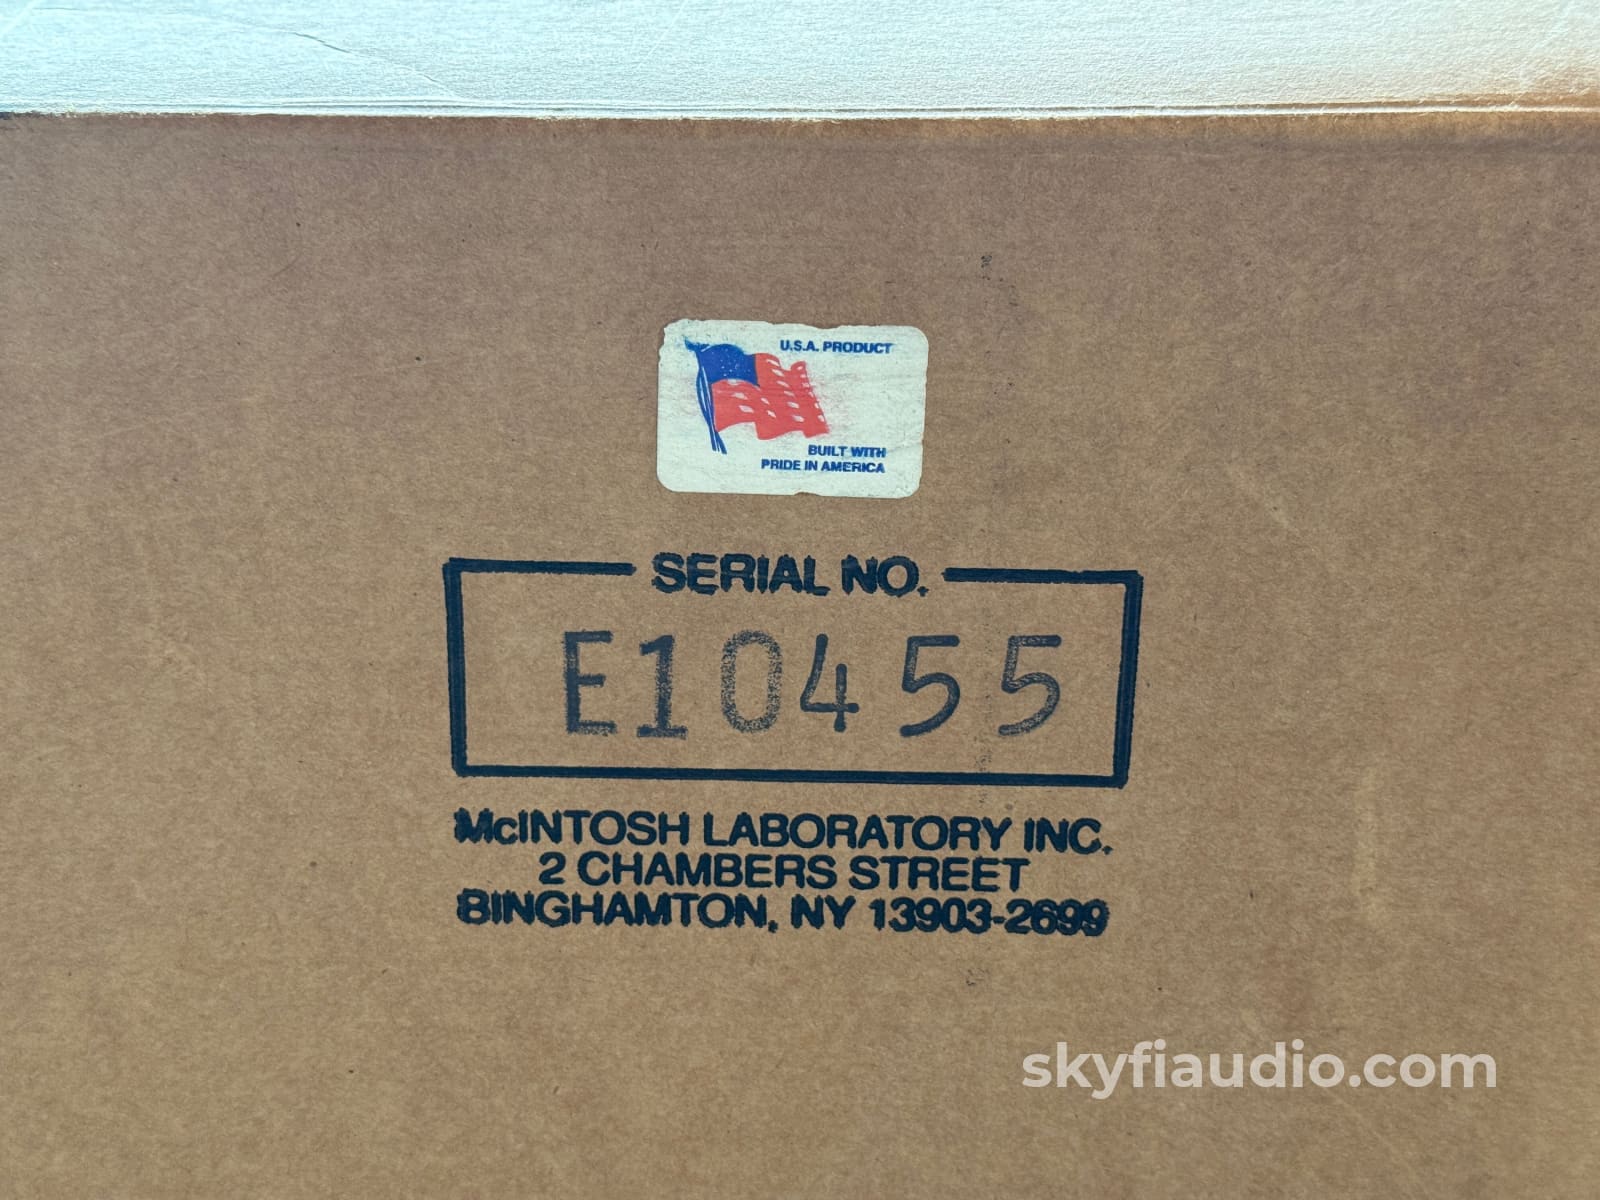 U.S.A. PRODUCT
BUILT WITH
PRIDE IN AMERICA
SERIAL NO.
E10455
McINTOSH LABORATORY INC.
2 CHAMBERS STREET
BINGHAMTON, NY 13903-2699
skyfiaudio.com